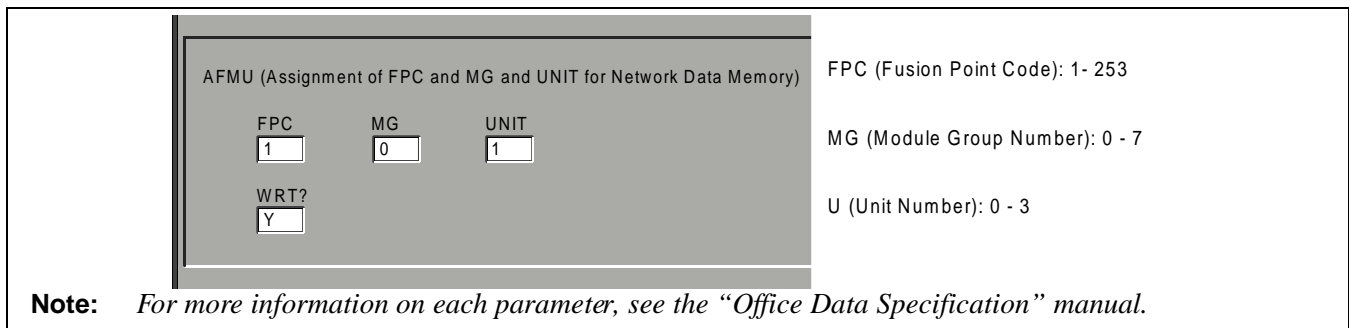 AFMU (Assignment of FPC and MG and UNIT for Network Data Memory)
FPC MG UNIT
1 0 1
WRT?
Y
FPC (Fusion Point Code): 1- 253
MG (Module Group Number): 0 - 7
U (Unit Number): 0 - 3
Note: For more information on each parameter, see the “Office Data Specification” manual.